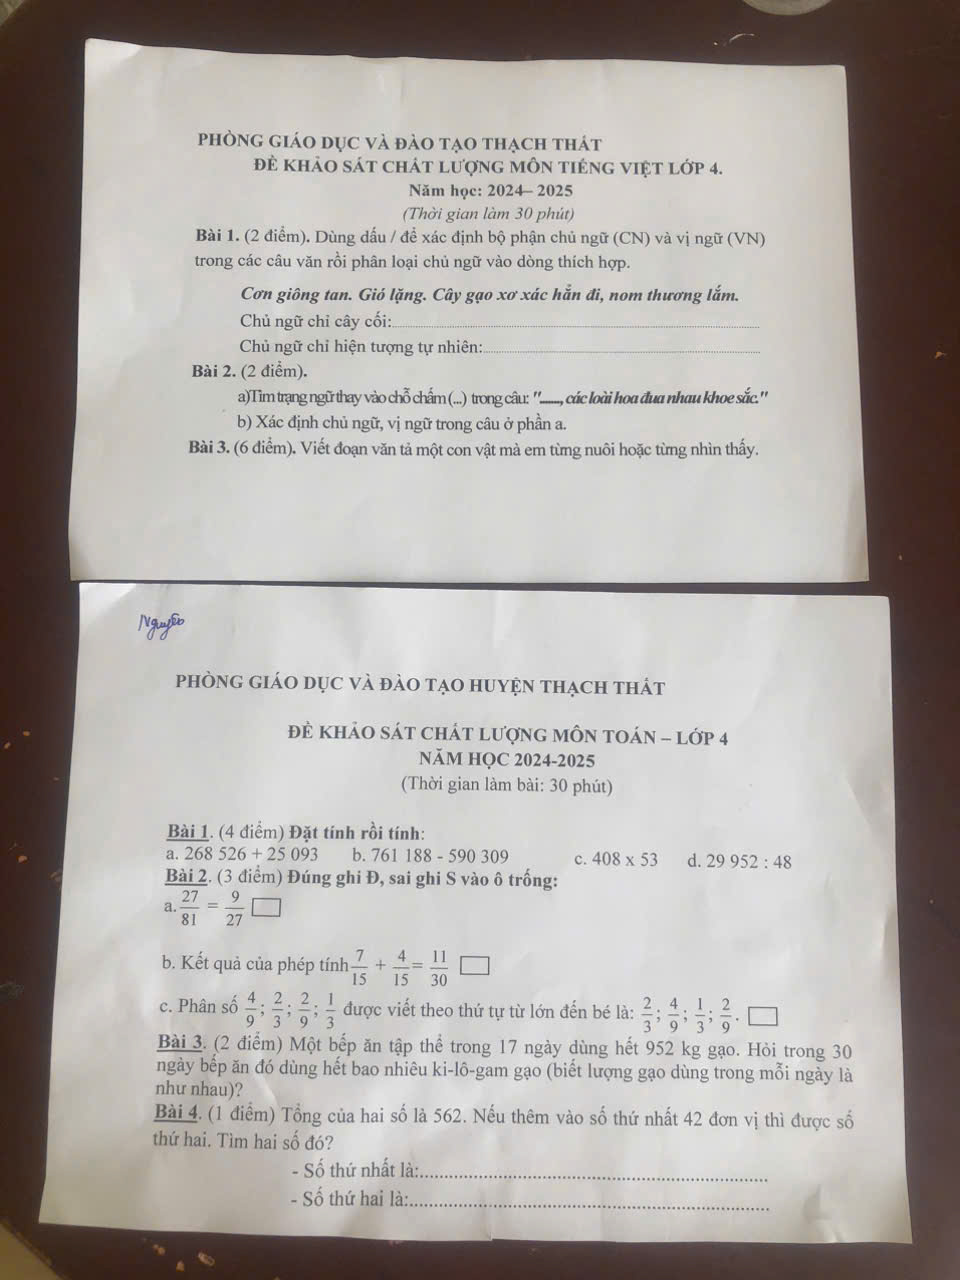 PHÒNG GIÁO DỤC VÀ ĐÀO TẠO THẠCH THẤT
ĐỀ KHẢO SÁT CHẤT LƯỢNG MÔN TIẾNG VIỆT LỚP 4.
Năm học: 2024– 2025
(Thời gian làm 30 phút)
Bài 1. (2 điểm). Dùng dấu / để xác định bộ phận chủ ngữ (CN) và vị ngữ (VN)
trong các câu văn rồi phân loại chủ ngữ vào dòng thích hợp.
Cơn giông tan. Gió lặng. Cây gạo xơ xác hẳn đi, nom thương lắm.
Chủ ngữ chỉ cây cối:........................
Chủ ngữ chỉ hiện tượng tự nhiên:........................
Bài 2. (2 điểm).
a)Tìm trạng ngữ thay vào chỗ chấm (...) trong câu: "......., các loài hoa đua nhau khoe sắc."
b) Xác định chủ ngữ, vị ngữ trong câu ở phần a.
Bài 3. (6 điểm). Viết đoạn văn tả một con vật mà em từng nuôi hoặc từng nhìn thấy.
Nguyên
PHÒNG GIÁO DỤC VÀ ĐÀO TẠO HUYỆN THẠCH THẤT
ĐỀ KHẢO SÁT CHẤT LƯỢNG MÔN TOÁN – LỚP 4
NĂM HỌC 2024-2025
(Thời gian làm bài: 30 phút)
Bài 1. (4 điểm) Đặt tính rồi tính:
a. 268 526 + 25 093 b. 761 188 - 590 309 c. 408 x 53 d. 29 952 : 48
Bài 2. (3 điểm) Đúng ghi Đ, sai ghi S vào ô trống:
a. 27/81 = 9/27
b. Kết quả của phép tính 7/15 + 4/15 = 11/30
c. Phân số 4/9; 2/3; 2/9; 1/3 được viết theo thứ tự từ lớn đến bé là: 2/3; 4/9; 1/3; 2/9.
Bài 3. (2 điểm) Một bếp ăn tập thể trong 17 ngày dùng hết 952 kg gạo. Hỏi trong 30
ngày bếp ăn đó dùng hết bao nhiêu ki-lô-gam gạo (biết lượng gạo dùng trong mỗi ngày là
như nhau)?
Bài 4. (1 điểm) Tổng của hai số là 562. Nếu thêm vào số thứ nhất 42 đơn vị thì được số
thứ hai. Tìm hai số đó?
- Số thứ nhất là:........................
- Số thứ hai là:........................